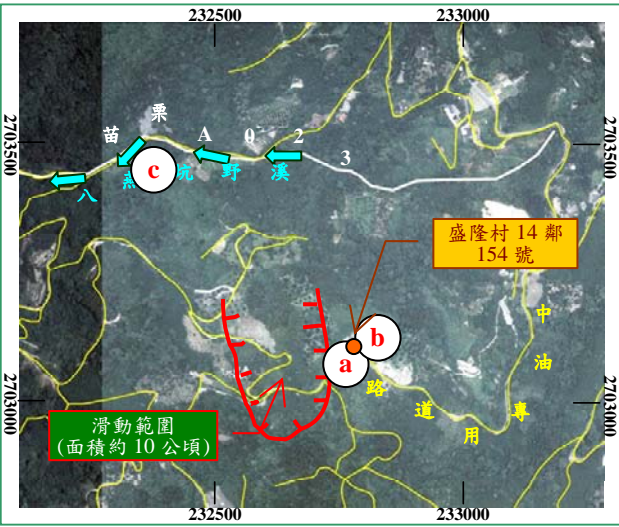 232500
233000
2703500
2703500
苗栗 A 0 2 3
八 燕 坑 野 溪
c
盛隆村 14 鄰
154 號
a
b
中油專用道路
2703000
2703000
滑動範圍
(面積約 10 公頃)
232500
233000